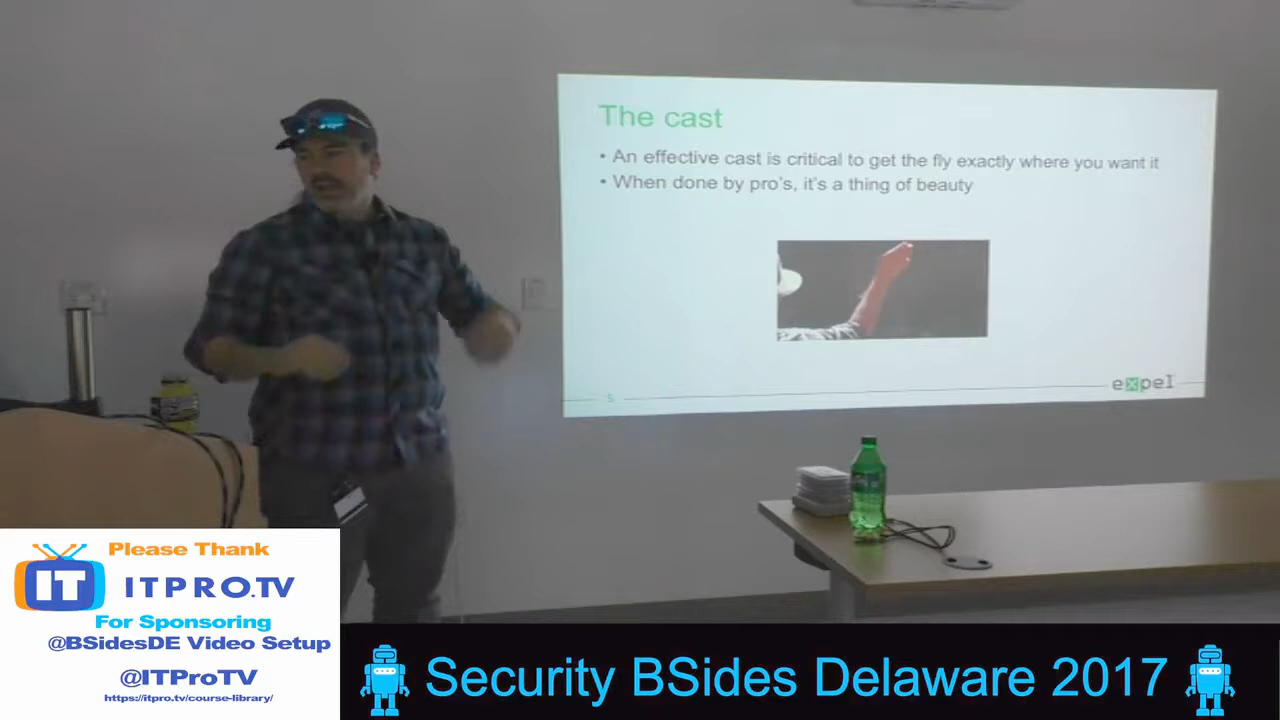 The cast
• An effective cast is critical to get the fly exactly where you want it
• When done by pro's, it's a thing of beauty
5
expel
Please Thank
IT
ITPRO.TV
For Sponsoring
@BSidesDE Video Setup
@ITProTV
https://itpro.tv/course-library/
Security BSides Delaware 2017